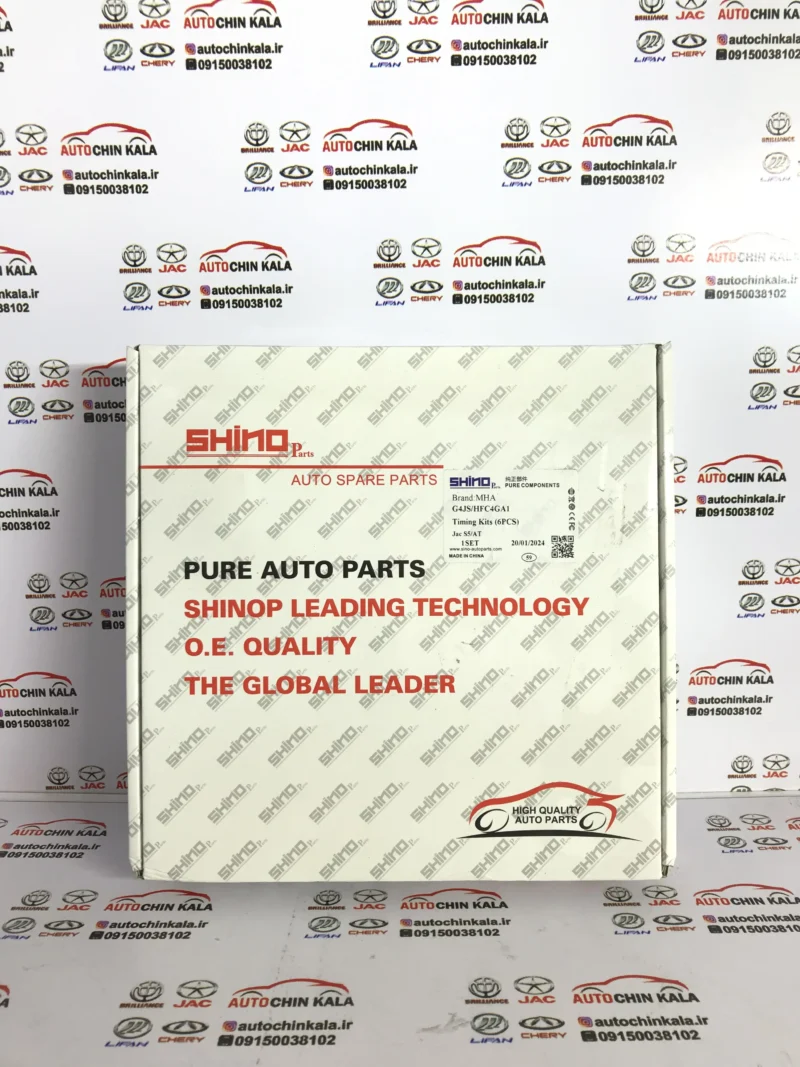 SHINO Parts
AUTO SPARE PARTS
SHINO P... 纯正部件
PURE COMPONENTS
Brand:MHA
G4JS/HFC4GA1
Timing Kits (6PCS)
Jac S5/AT
1SET 20/01/2024
www.sino-autoparts.com
MADE IN CHINA 59
PURE AUTO PARTS
SHINOP LEADING TECHNOLOGY
O.E. QUALITY
THE GLOBAL LEADER
HIGH QUALITY
AUTO PARTS
BRILLIANCE JAC AUTOCHIN KALA
LIFAN CHERY autochinkala.ir
09150038102